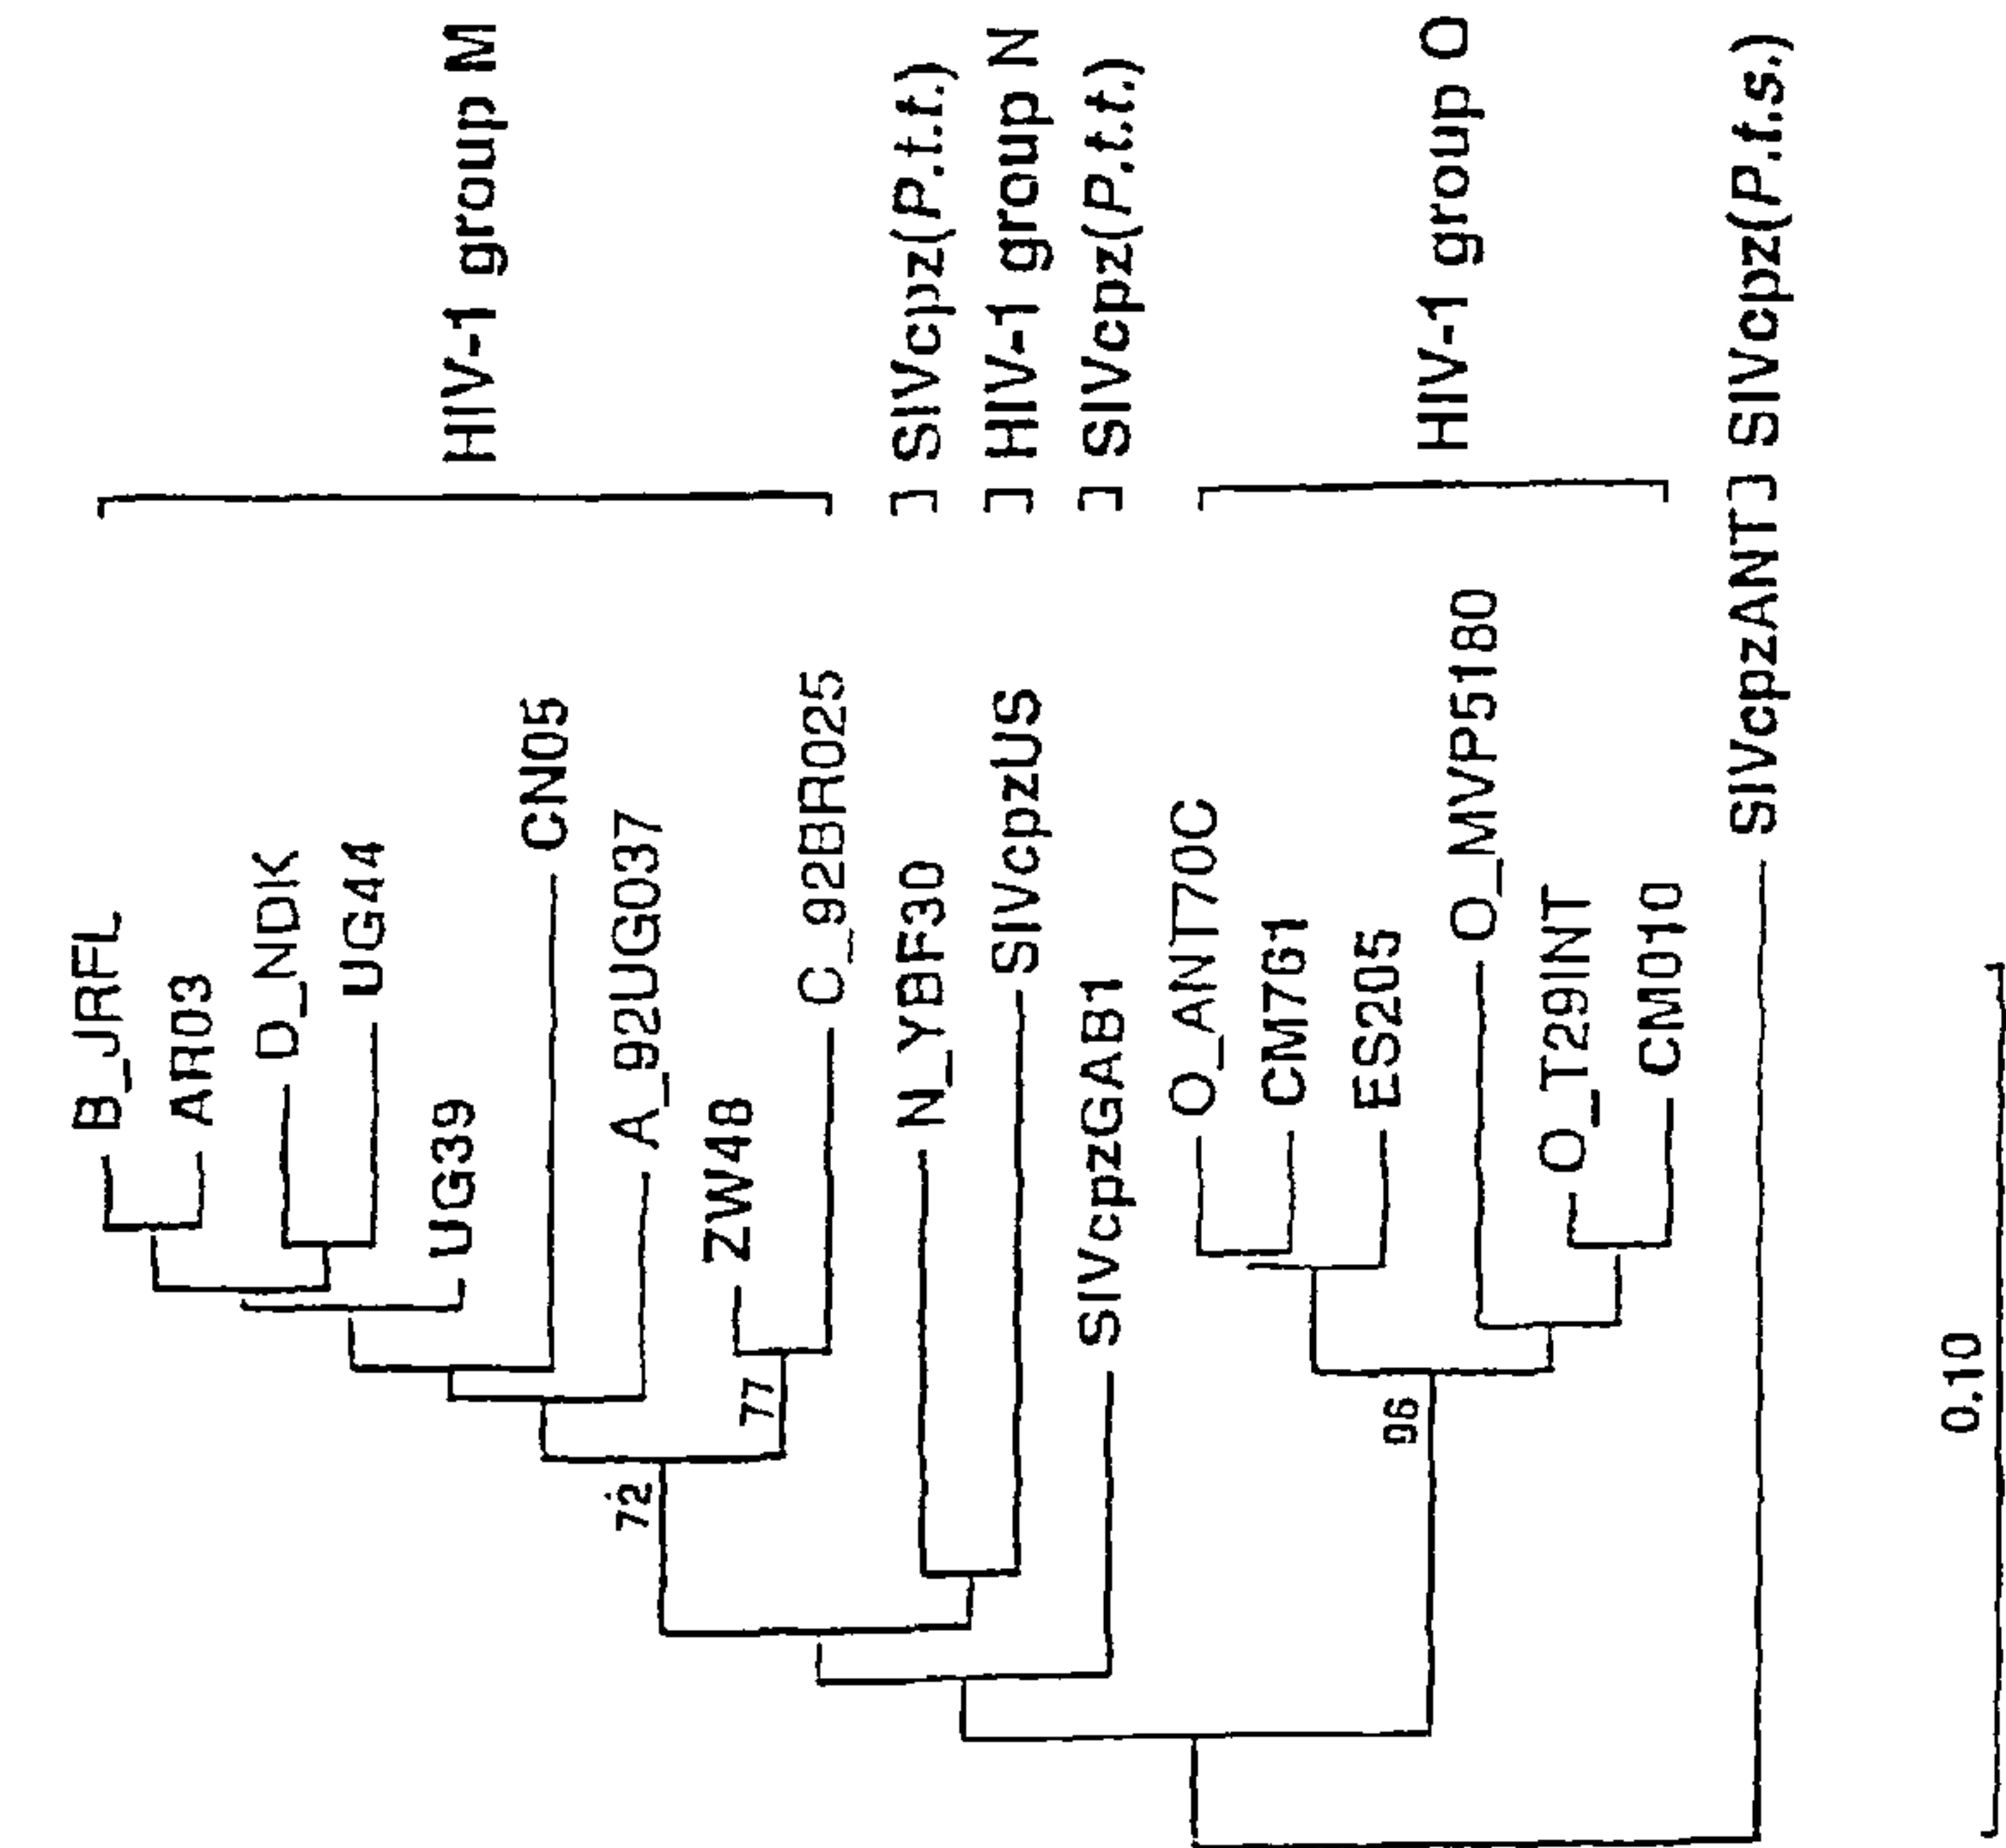 B_JRFL
AR03
D_NDIK
UG44
UG39
CN05
A_92UG037
ZW48
C_92BR025
N_YBF30
SIVcpzUS
SIVcpzGAB1
O_ANT70C
CM761
ES205
O_MVP5180
O_T29INT
CM010
SIVcpzANT
HIV-1 group M
SIVcpz(P.t.t.)
HIV-1 group N
SIVcpz(P.t.t.)
HIV-1 group O
SIVcpz(P.t.s.)
72
77
96
0.10